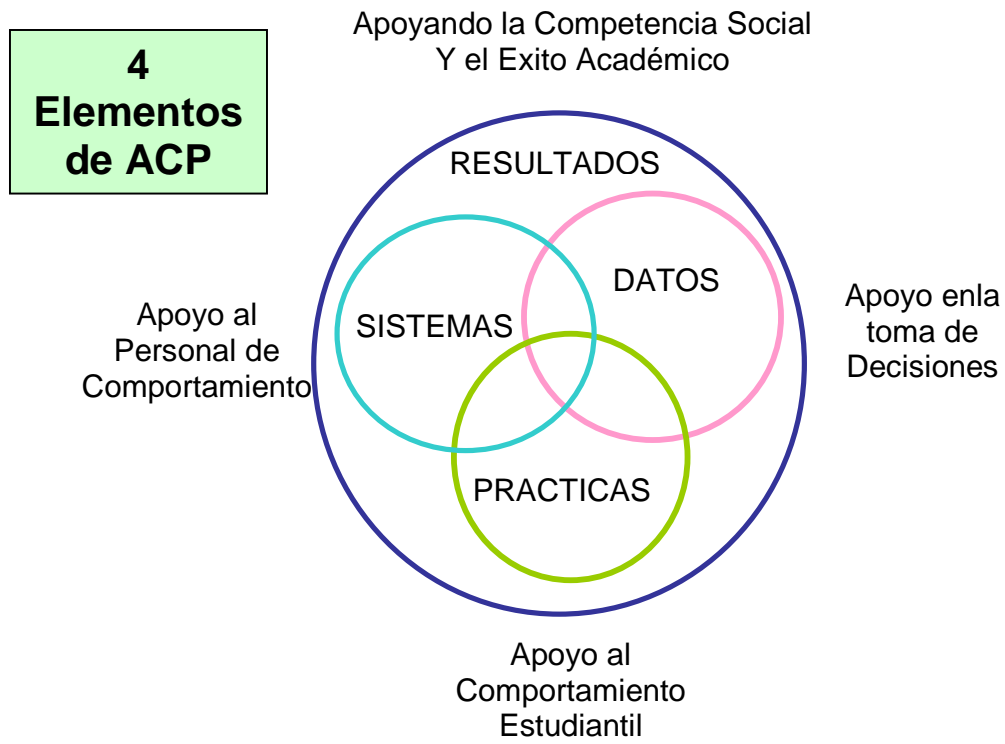 4
Elementos
de ACP
Apoyando la Competencia Social
Y el Exito Académico
RESULTADOS
DATOS
SISTEMAS
PRACTICAS
Apoyo al
Personal de
Comportamiento
Apoyo enla
toma de
Decisiones
Apoyo al
Comportamiento
Estudiantil